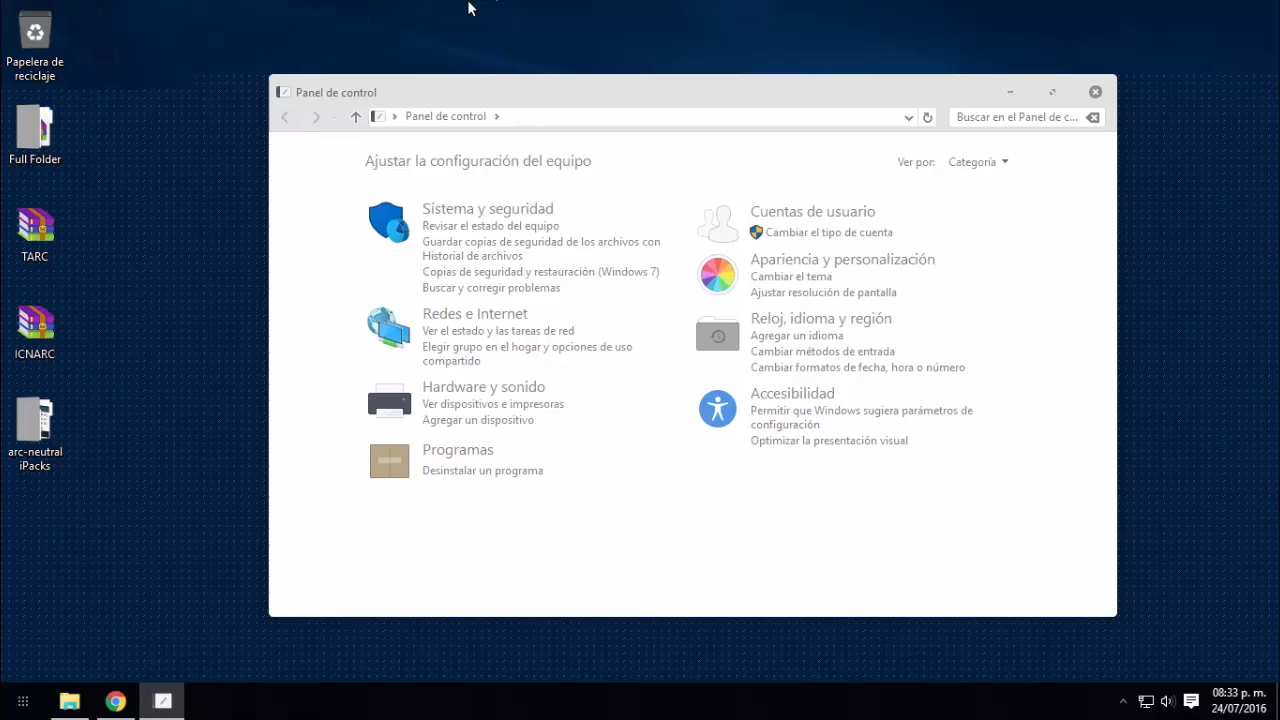 Papelera de
reciclaje
Full Folder
TARC
ICNARC
arc-neutral
iPacks
Panel de control
Panel de control
Buscar en el Panel de c...
Ajustar la configuración del equipo
Ver por:
Categoría
Sistema y seguridad
Revisar el estado del equipo
Guardar copias de seguridad de los archivos con
Historial de archivos
Copias de seguridad y restauración (Windows 7)
Buscar y corregir problemas
Redes e Internet
Ver el estado y las tareas de red
Elegir grupo en el hogar y opciones de uso
compartido
Hardware y sonido
Ver dispositivos e impresoras
Agregar un dispositivo
Programas
Desinstalar un programa
Cuentas de usuario
Cambiar el tipo de cuenta
Apariencia y personalización
Cambiar el tema
Ajustar resolución de pantalla
Reloj, idioma y región
Agregar un idioma
Cambiar métodos de entrada
Cambiar formatos de fecha, hora o número
Accesibilidad
Permitir que Windows sugiera parámetros de
configuración
Optimizar la presentación visual
08:33 p. m.
24/07/2016